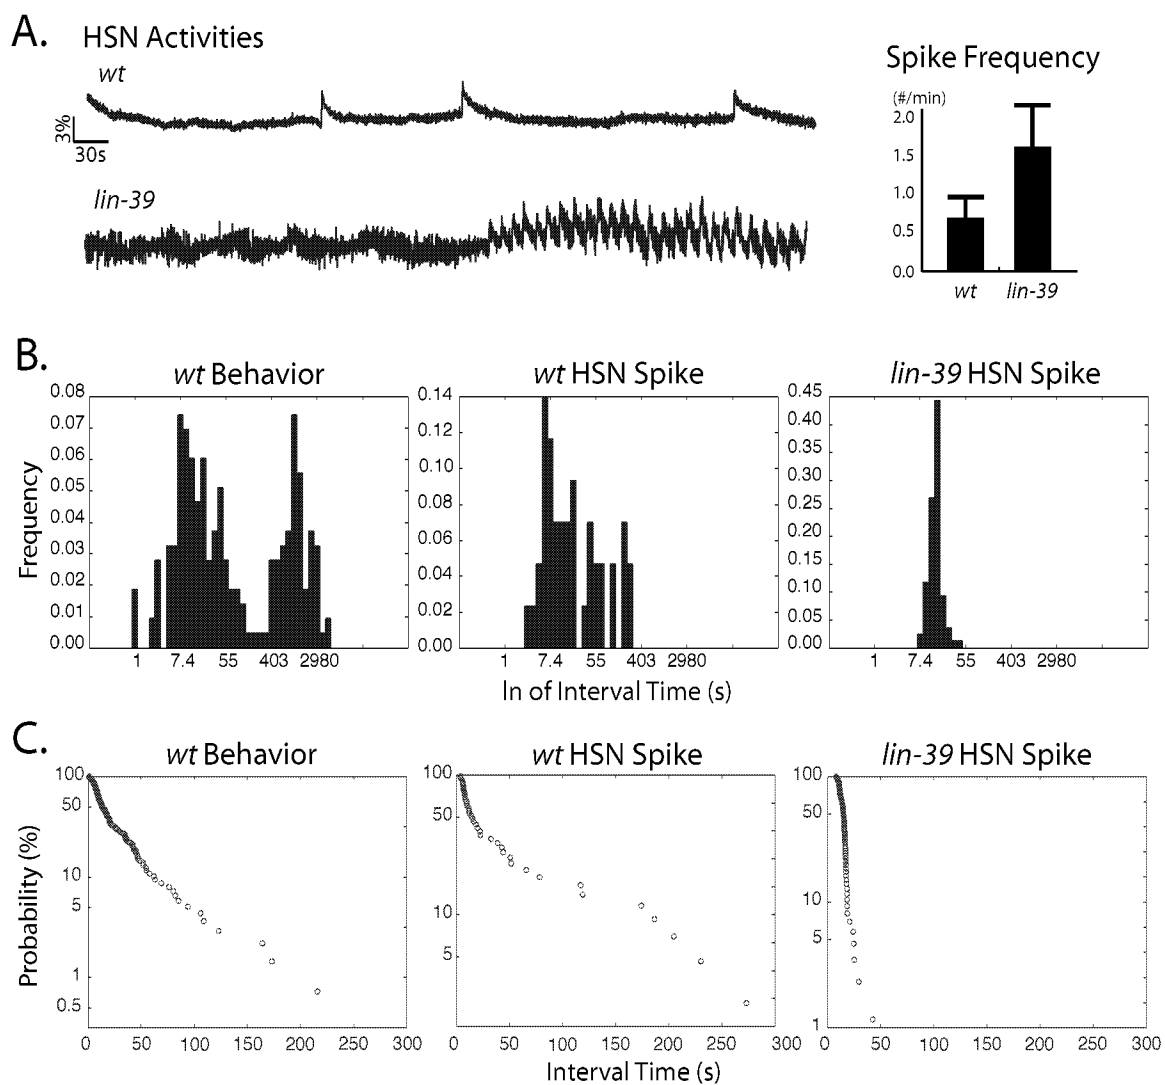 A.
HSN Activities
wt
3%
30s
lin-39
Spike Frequency
(#/min)
2.0
1.5
1.0
0.5
0.0
wt lin-39
B.
wt Behavior
wt HSN Spike
lin-39 HSN Spike
Frequency
0.08
0.07
0.06
0.05
0.04
0.03
0.02
0.01
0.00
1 7.4 55 403 2980
0.14
0.12
0.10
0.08
0.06
0.04
0.02
0.00
1 7.4 55 403 2980
0.45
0.40
0.35
0.30
0.25
0.20
0.15
0.10
0.05
0.00
1 7.4 55 403 2980
ln of Interval Time (s)
C.
wt Behavior
wt HSN Spike
lin-39 HSN Spike
Probability (%)
100
50
10
5
1
0.5
0 50 100 150 200 250 300
100
50
10
5
0 50 100 150 200 250 300
100
50
10
5
1
0 50 100 150 200 250 300
Interval Time (s)